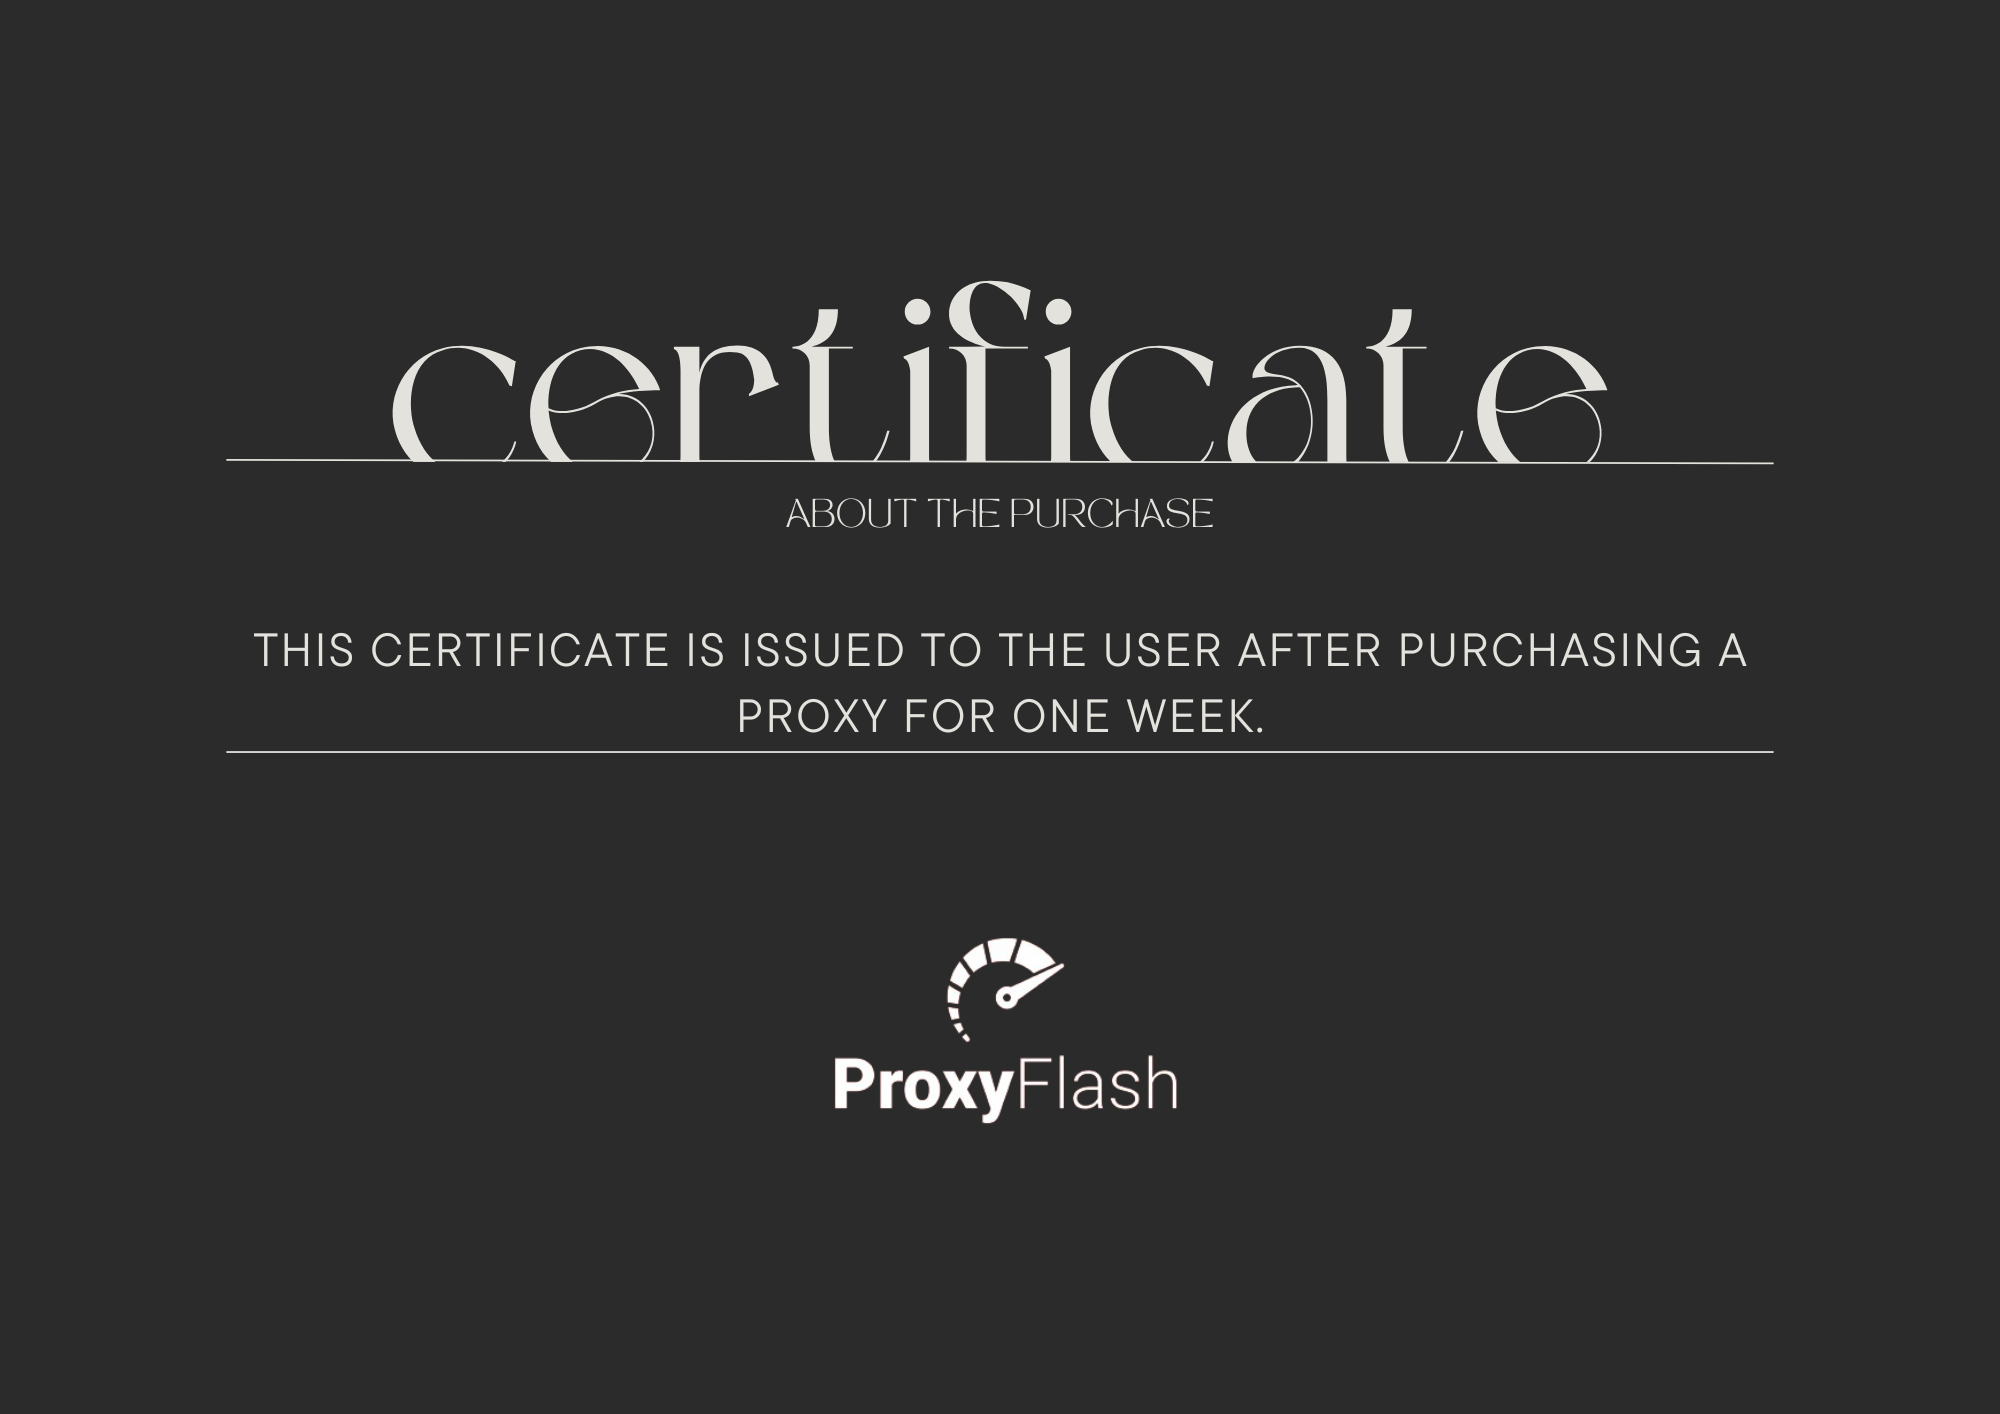 certificate
ABOUT THE PURCHASE
THIS CERTIFICATE IS ISSUED TO THE USER AFTER PURCHASING A
PROXY FOR ONE WEEK.
ProxyFlash